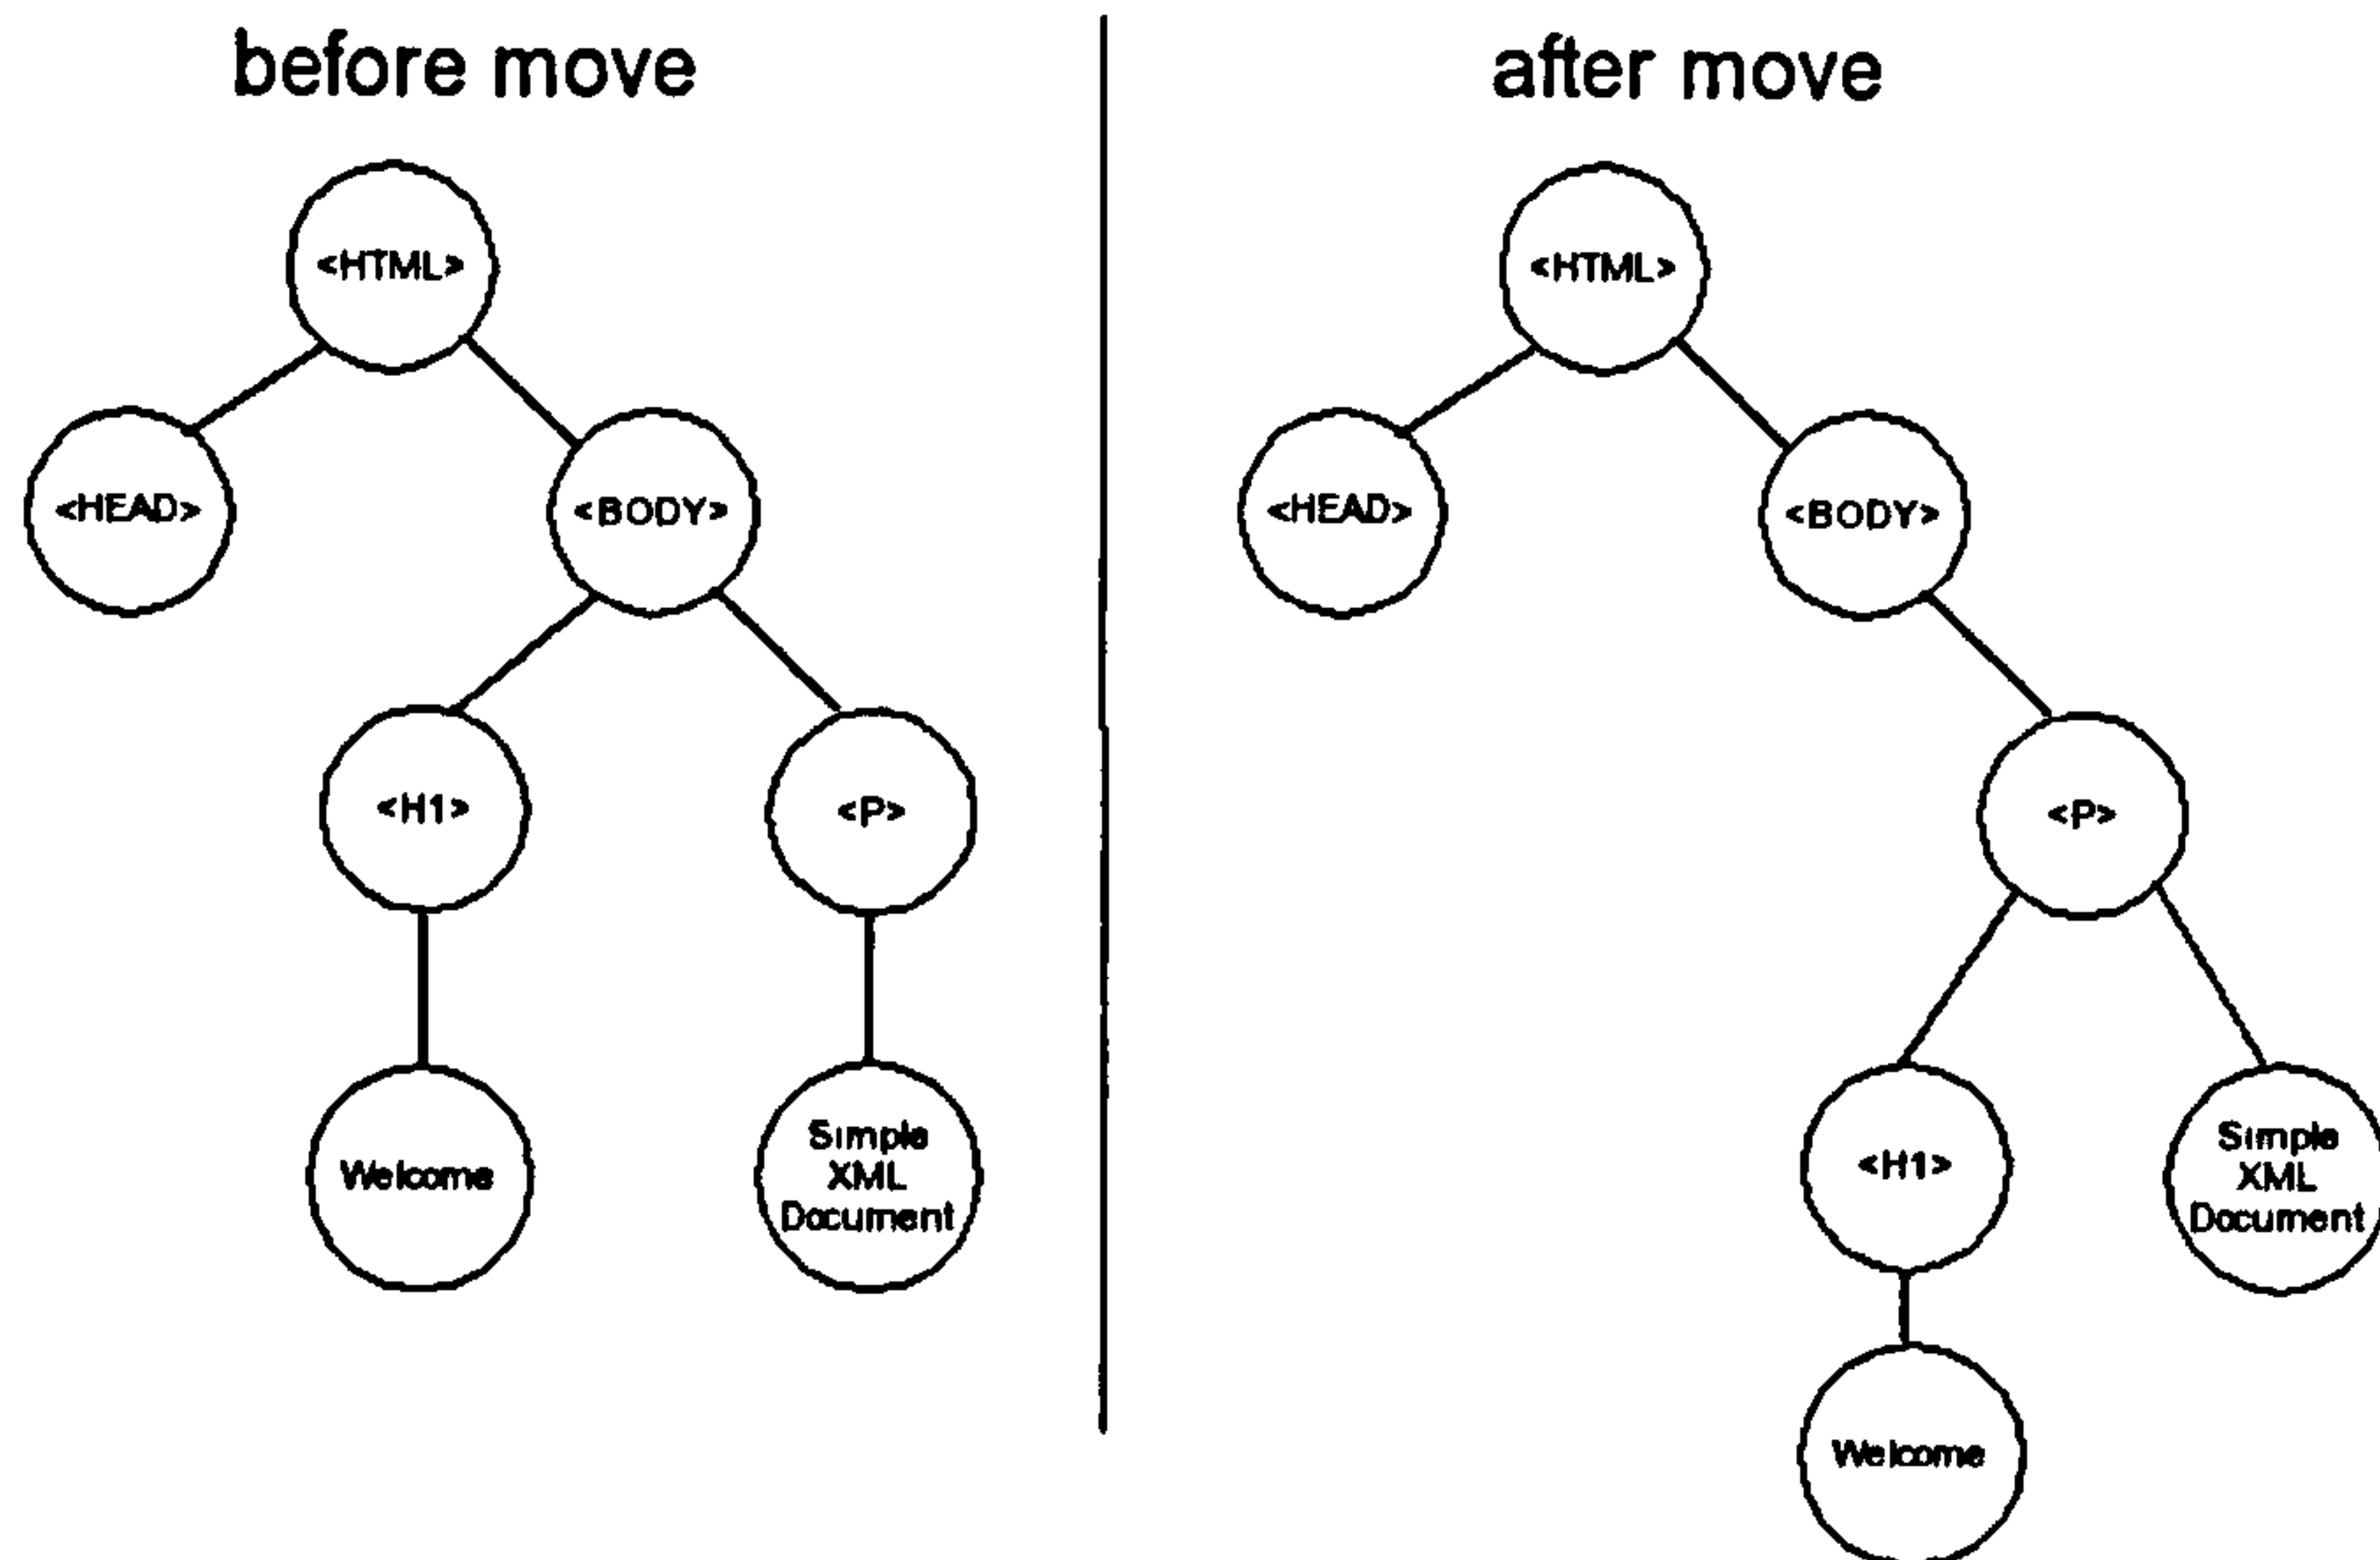 before move
<HTML>
<HEAD>
<BODY>
<H1>
<P>
Welcome
Simple
XML
Document
after move
<HTML>
<HEAD>
<BODY>
<P>
<H1>
Simple
XML
Document
Welcome